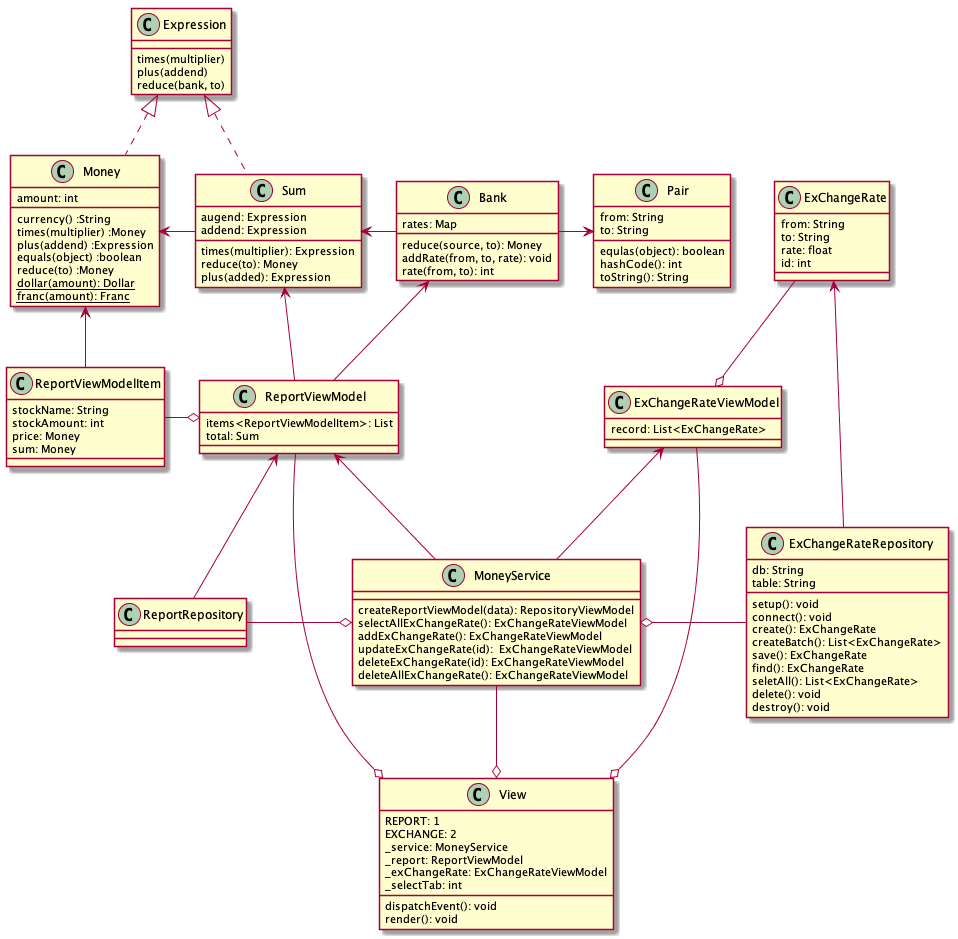 C Expression
times(multiplier)
plus(addend)
reduce(bank, to)
C Money
amount: int
currency() :String
times(multiplier) :Money
plus(addend) :Expression
equals(object) :boolean
reduce(to) :Money
dollar(amount): Dollar
franc(amount): Franc
C Sum
augend: Expression
addend: Expression
times(multiplier): Expression
reduce(to): Money
plus(added): Expression
C Bank
rates: Map
reduce(source, to): Money
addRate(from, to, rate): void
rate(from, to): int
C Pair
from: String
to: String
equlas(object): boolean
hashCode(): int
toString(): String
C ExChangeRate
from: String
to: String
rate: float
id: int
C ReportViewModelItem
stockName: String
stockAmount: int
price: Money
sum: Money
C ReportViewModel
items<ReportViewModelItem>: List
total: Sum
C ExChangeRateViewModel
record: List<ExChangeRate>
C ReportRepository
C MoneyService
createReportViewModel(data): RepositoryViewModel
selectAllExchangeRate(): ExChangeRateViewModel
addExChangeRate(): ExChangeRateViewModel
updateExChangeRate(id):  ExChangeRateViewModel
deleteExChangeRate(id): ExChangeRateViewModel
deleteAllExChangeRate(): ExChangeRateViewModel
C ExChangeRateRepository
db: String
table: String
setup(): void
connect(): void
create(): ExChangeRate
createBatch(): List<ExChangeRate>
save(): ExChangeRate
find(): ExChangeRate
seletAll(): List<ExChangeRate>
delete(): void
destroy(): void
C View
REPORT: 1
EXCHANGE: 2
_service: MoneyService
_report: ReportViewModel
_exChangeRate: ExChangeRateViewModel
_selectTab: int
dispatchEvent(): void
render(): void